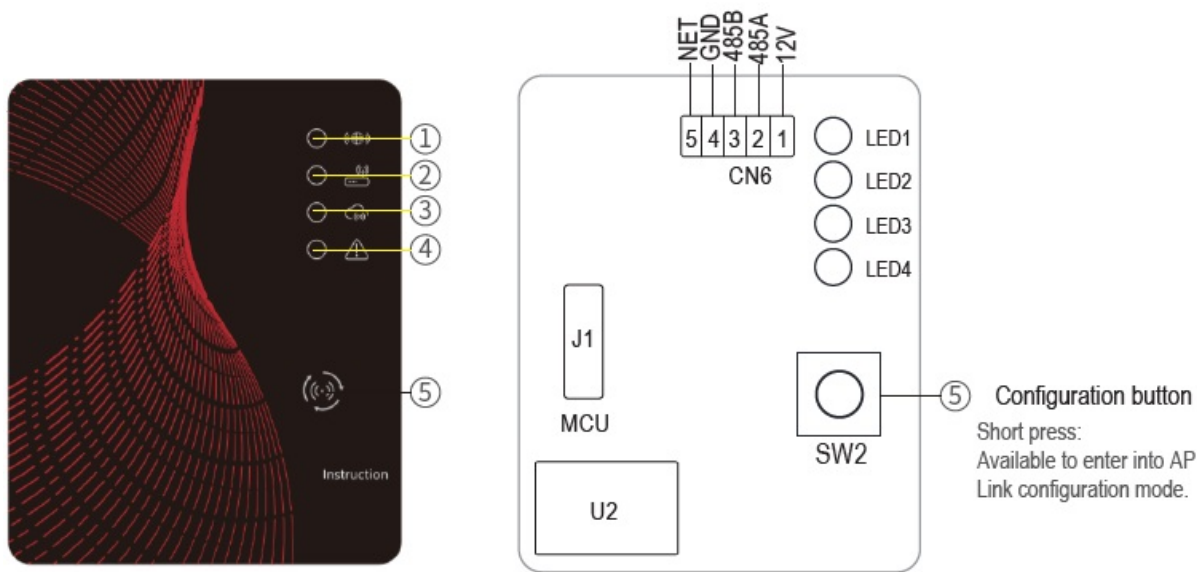 ①
②
③
④
⑤
Instruction
NET
GND
485B
485A
12V
5 4 3 2 1
CN6
LED1
LED2
LED3
LED4
J1
MCU
SW2
U2
⑤ Configuration button
Short press:
Available to enter into AP
Link configuration mode.